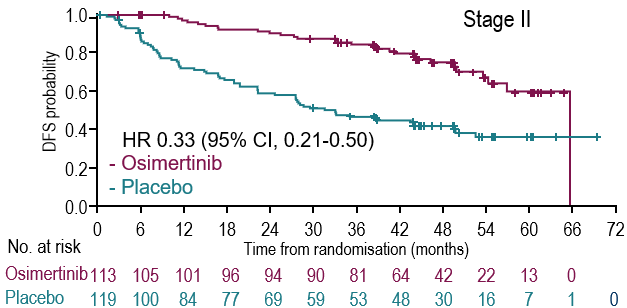 Stage II
DFS probability
1.0
0.8
0.6
0.4
0.2
0.0
HR 0.33 (95% CI, 0.21-0.50)
- Osimertinib
- Placebo
0 6 12 18 24 30 36 42 48 54 60 66 72
No. at risk
Time from randomisation (months)
Osimertinib 113 105 101 96 94 90 81 64 42 22 13 0
Placebo 119 100 84 77 69 59 53 48 30 16 7 1 0